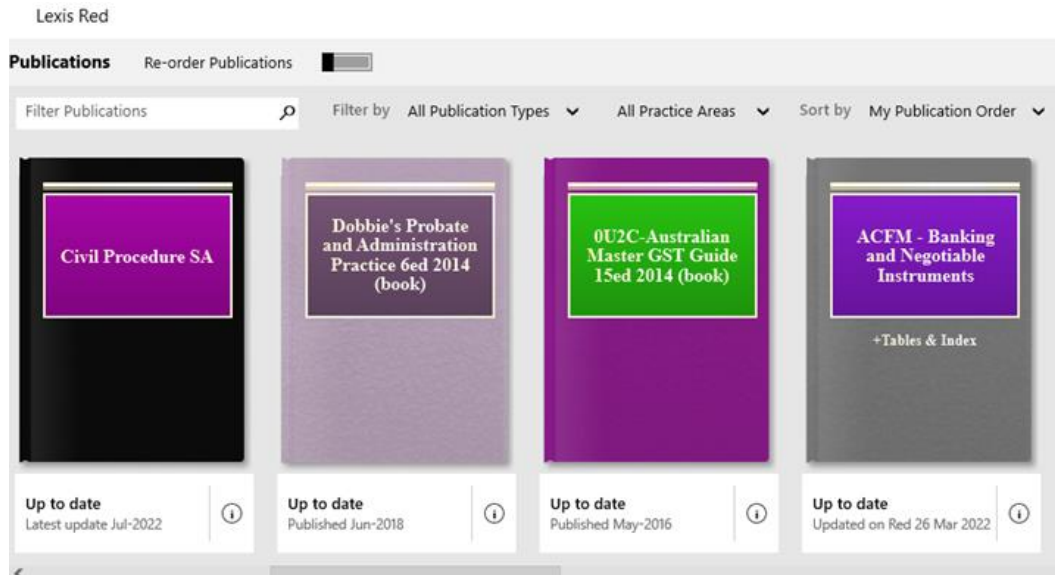 Lexis Red
Publications Re-order Publications
Filter Publications Filter by All Publication Types All Practice Areas Sort by My Publication Order
Civil Procedure SA
Dobbie's Probate
and Administration
Practice 6ed 2014
(book)
0U2C-Australian
Master GST Guide
15ed 2014 (book)
ACFM - Banking
and Negotiable
Instruments
+Tables & Index
Up to date
Latest update Jul-2022
Up to date
Published Jun-2018
Up to date
Published May-2016
Up to date
Updated on Red 26 Mar 2022